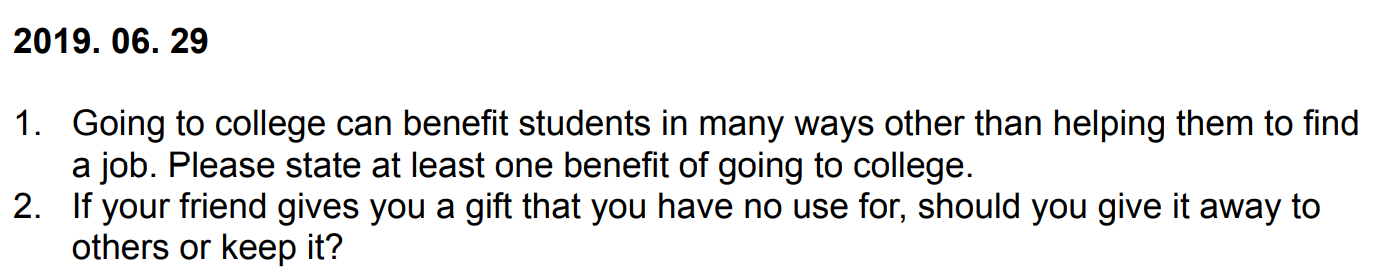 2019. 06. 29
1. Going to college can benefit students in many ways other than helping them to find
a job. Please state at least one benefit of going to college.
2. If your friend gives you a gift that you have no use for, should you give it away to
others or keep it?